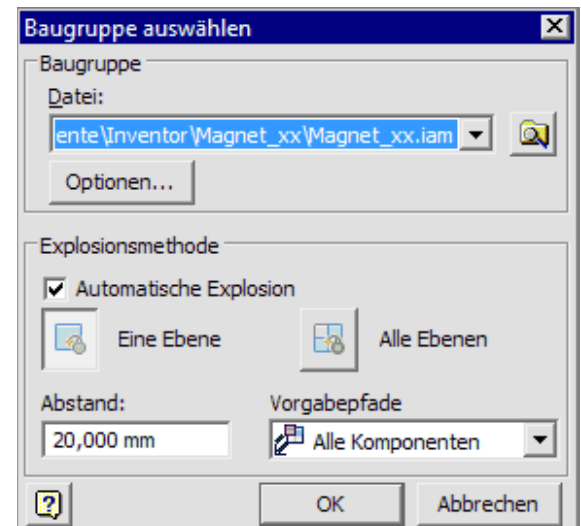 Baugruppe auswählen
Baugruppe
Datei:
ente\Inventor\Magnet_xx\Magnet_xx.iam
Optionen...
Explosionsmethode
Automatische Explosion
Eine Ebene Alle Ebenen
Abstand: Vorgabepfade
20,000 mm Alle Komponenten
OK Abbrechen